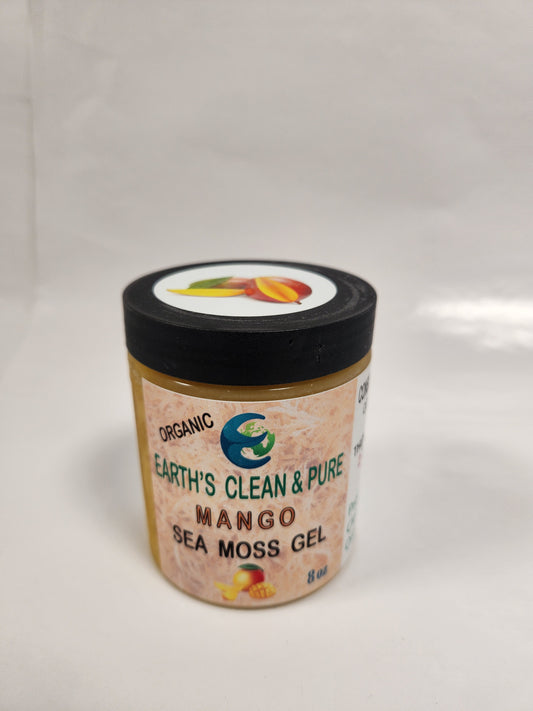 ORGANIC
EARTH'S CLEAN & PURE
MANGO
SEA MOSS GEL
8 oz